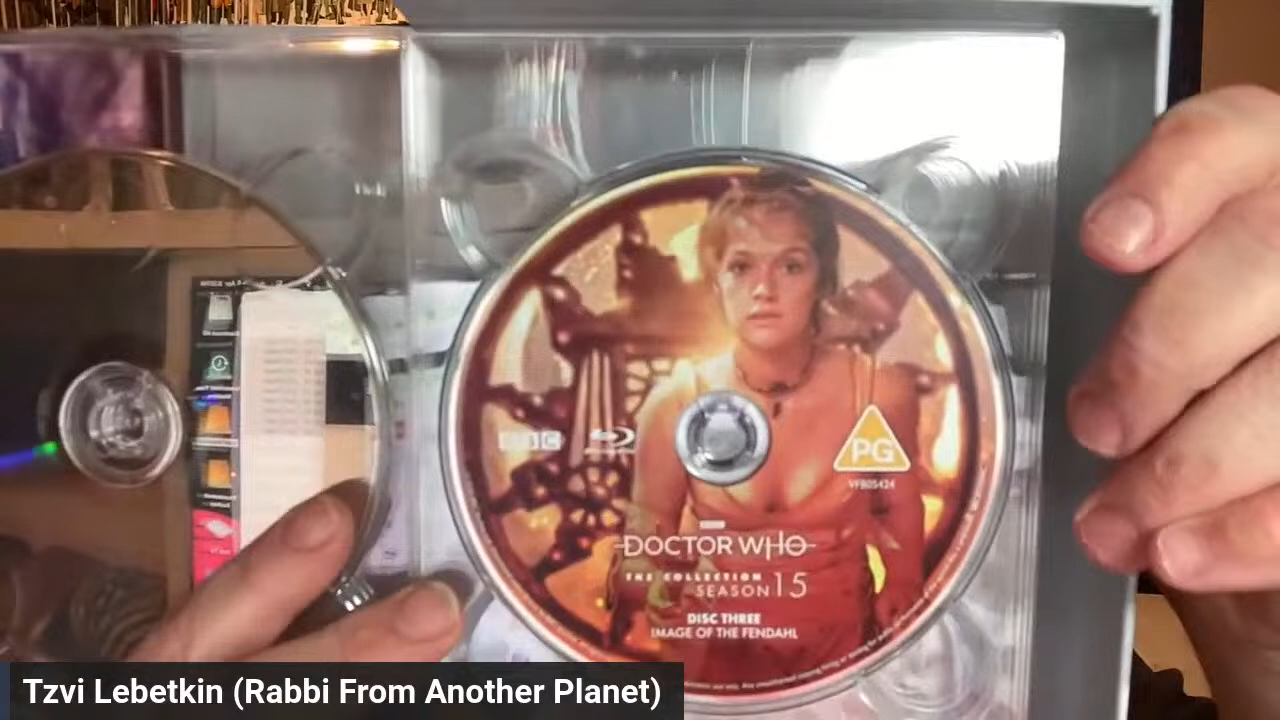 BBC
PG
VFB05424
DOCTOR WHO
THE COLLECTION
SEASON 15
DISC THREE
IMAGE OF THE FENDAHL
Tzvi Lebetkin (Rabbi From Another Planet)